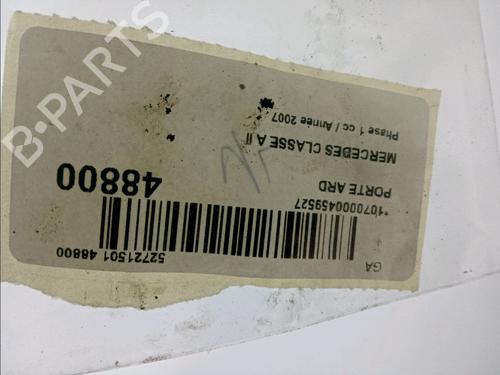 GA
*1070000459527
52721501 48800
PORTE ARD
48800
MERCEDES CLASSE A II
Phase 1 cc / Année 2007
B-PARTS